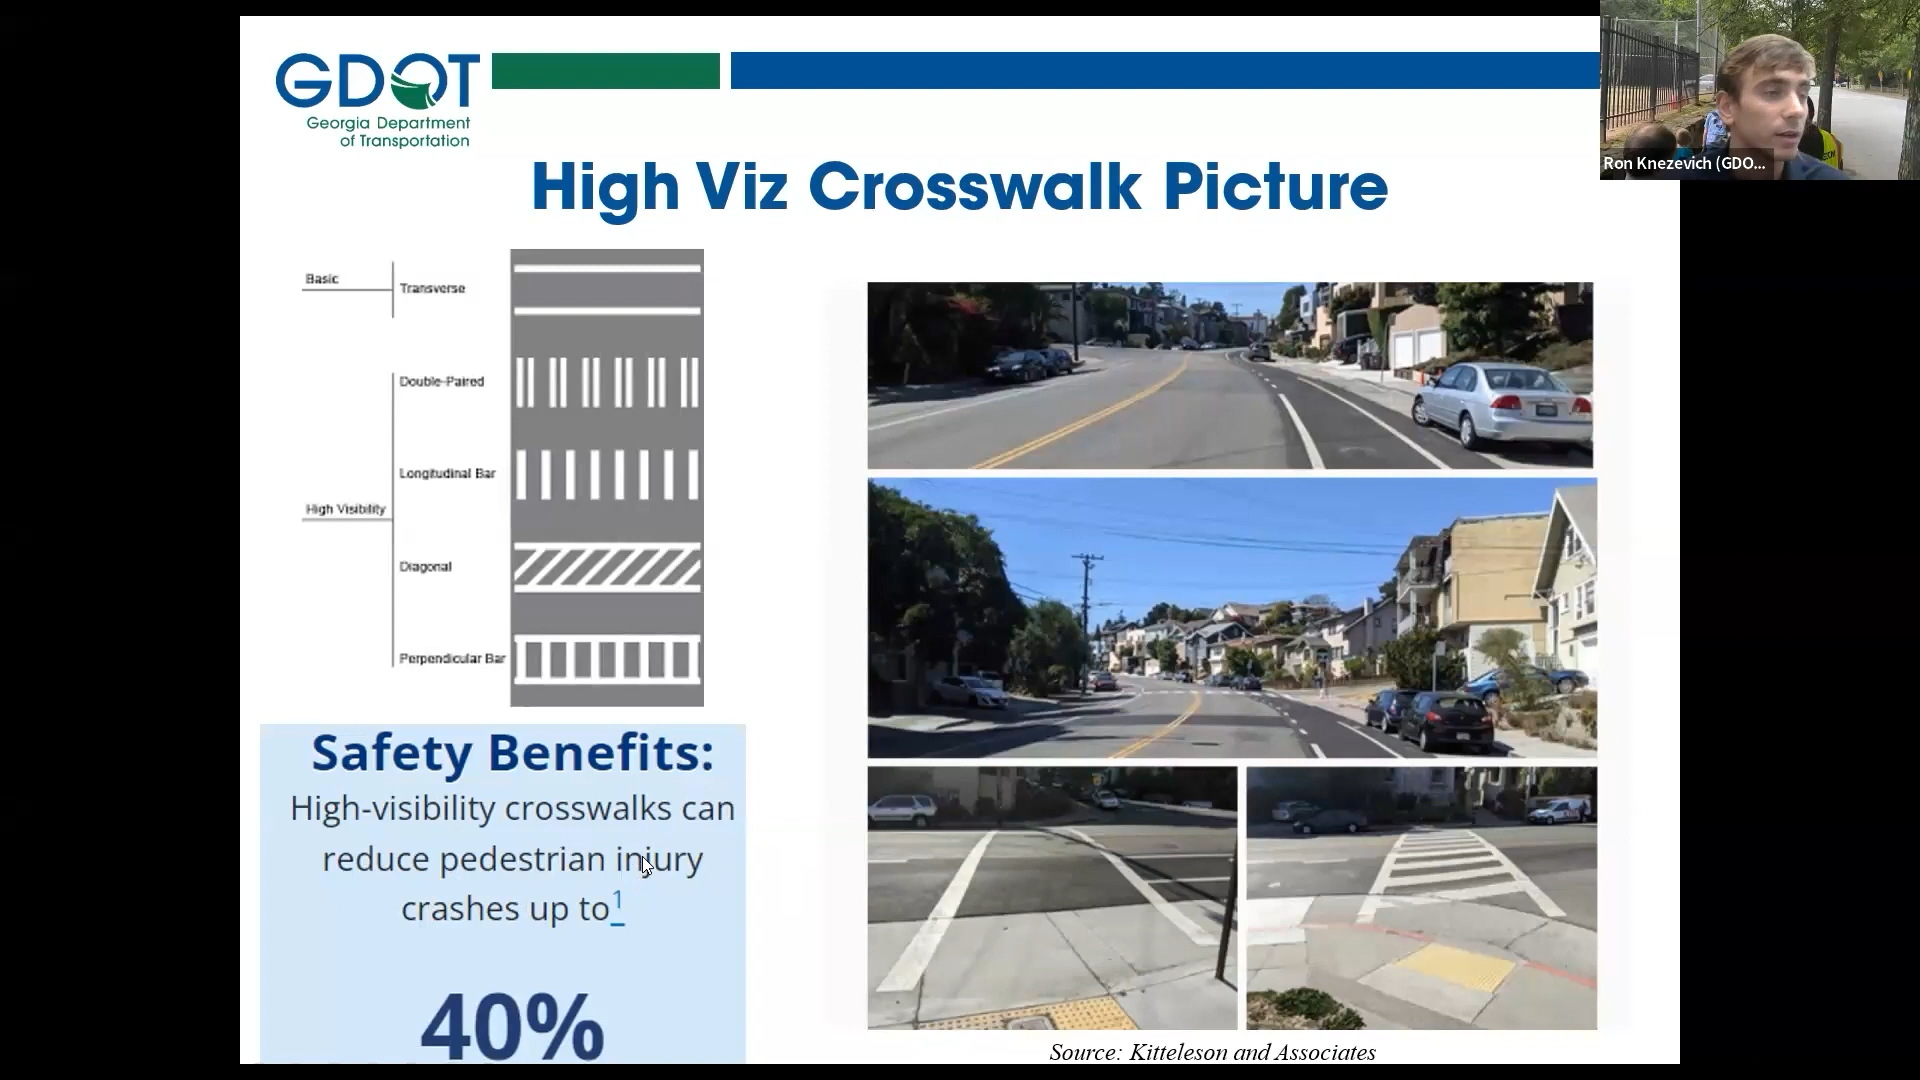 GDOT
Georgia Department
of Transportation
Ron Knezevich (GDO...
High Viz Crosswalk Picture
Basic
Transverse
Double-Paired
Longitudinal Bar
High Visibility
Diagonal
Perpendicular Bar
Safety Benefits:
High-visibility crosswalks can
reduce pedestrian injury
crashes up to1
40%
Source: Kitteleson and Associates